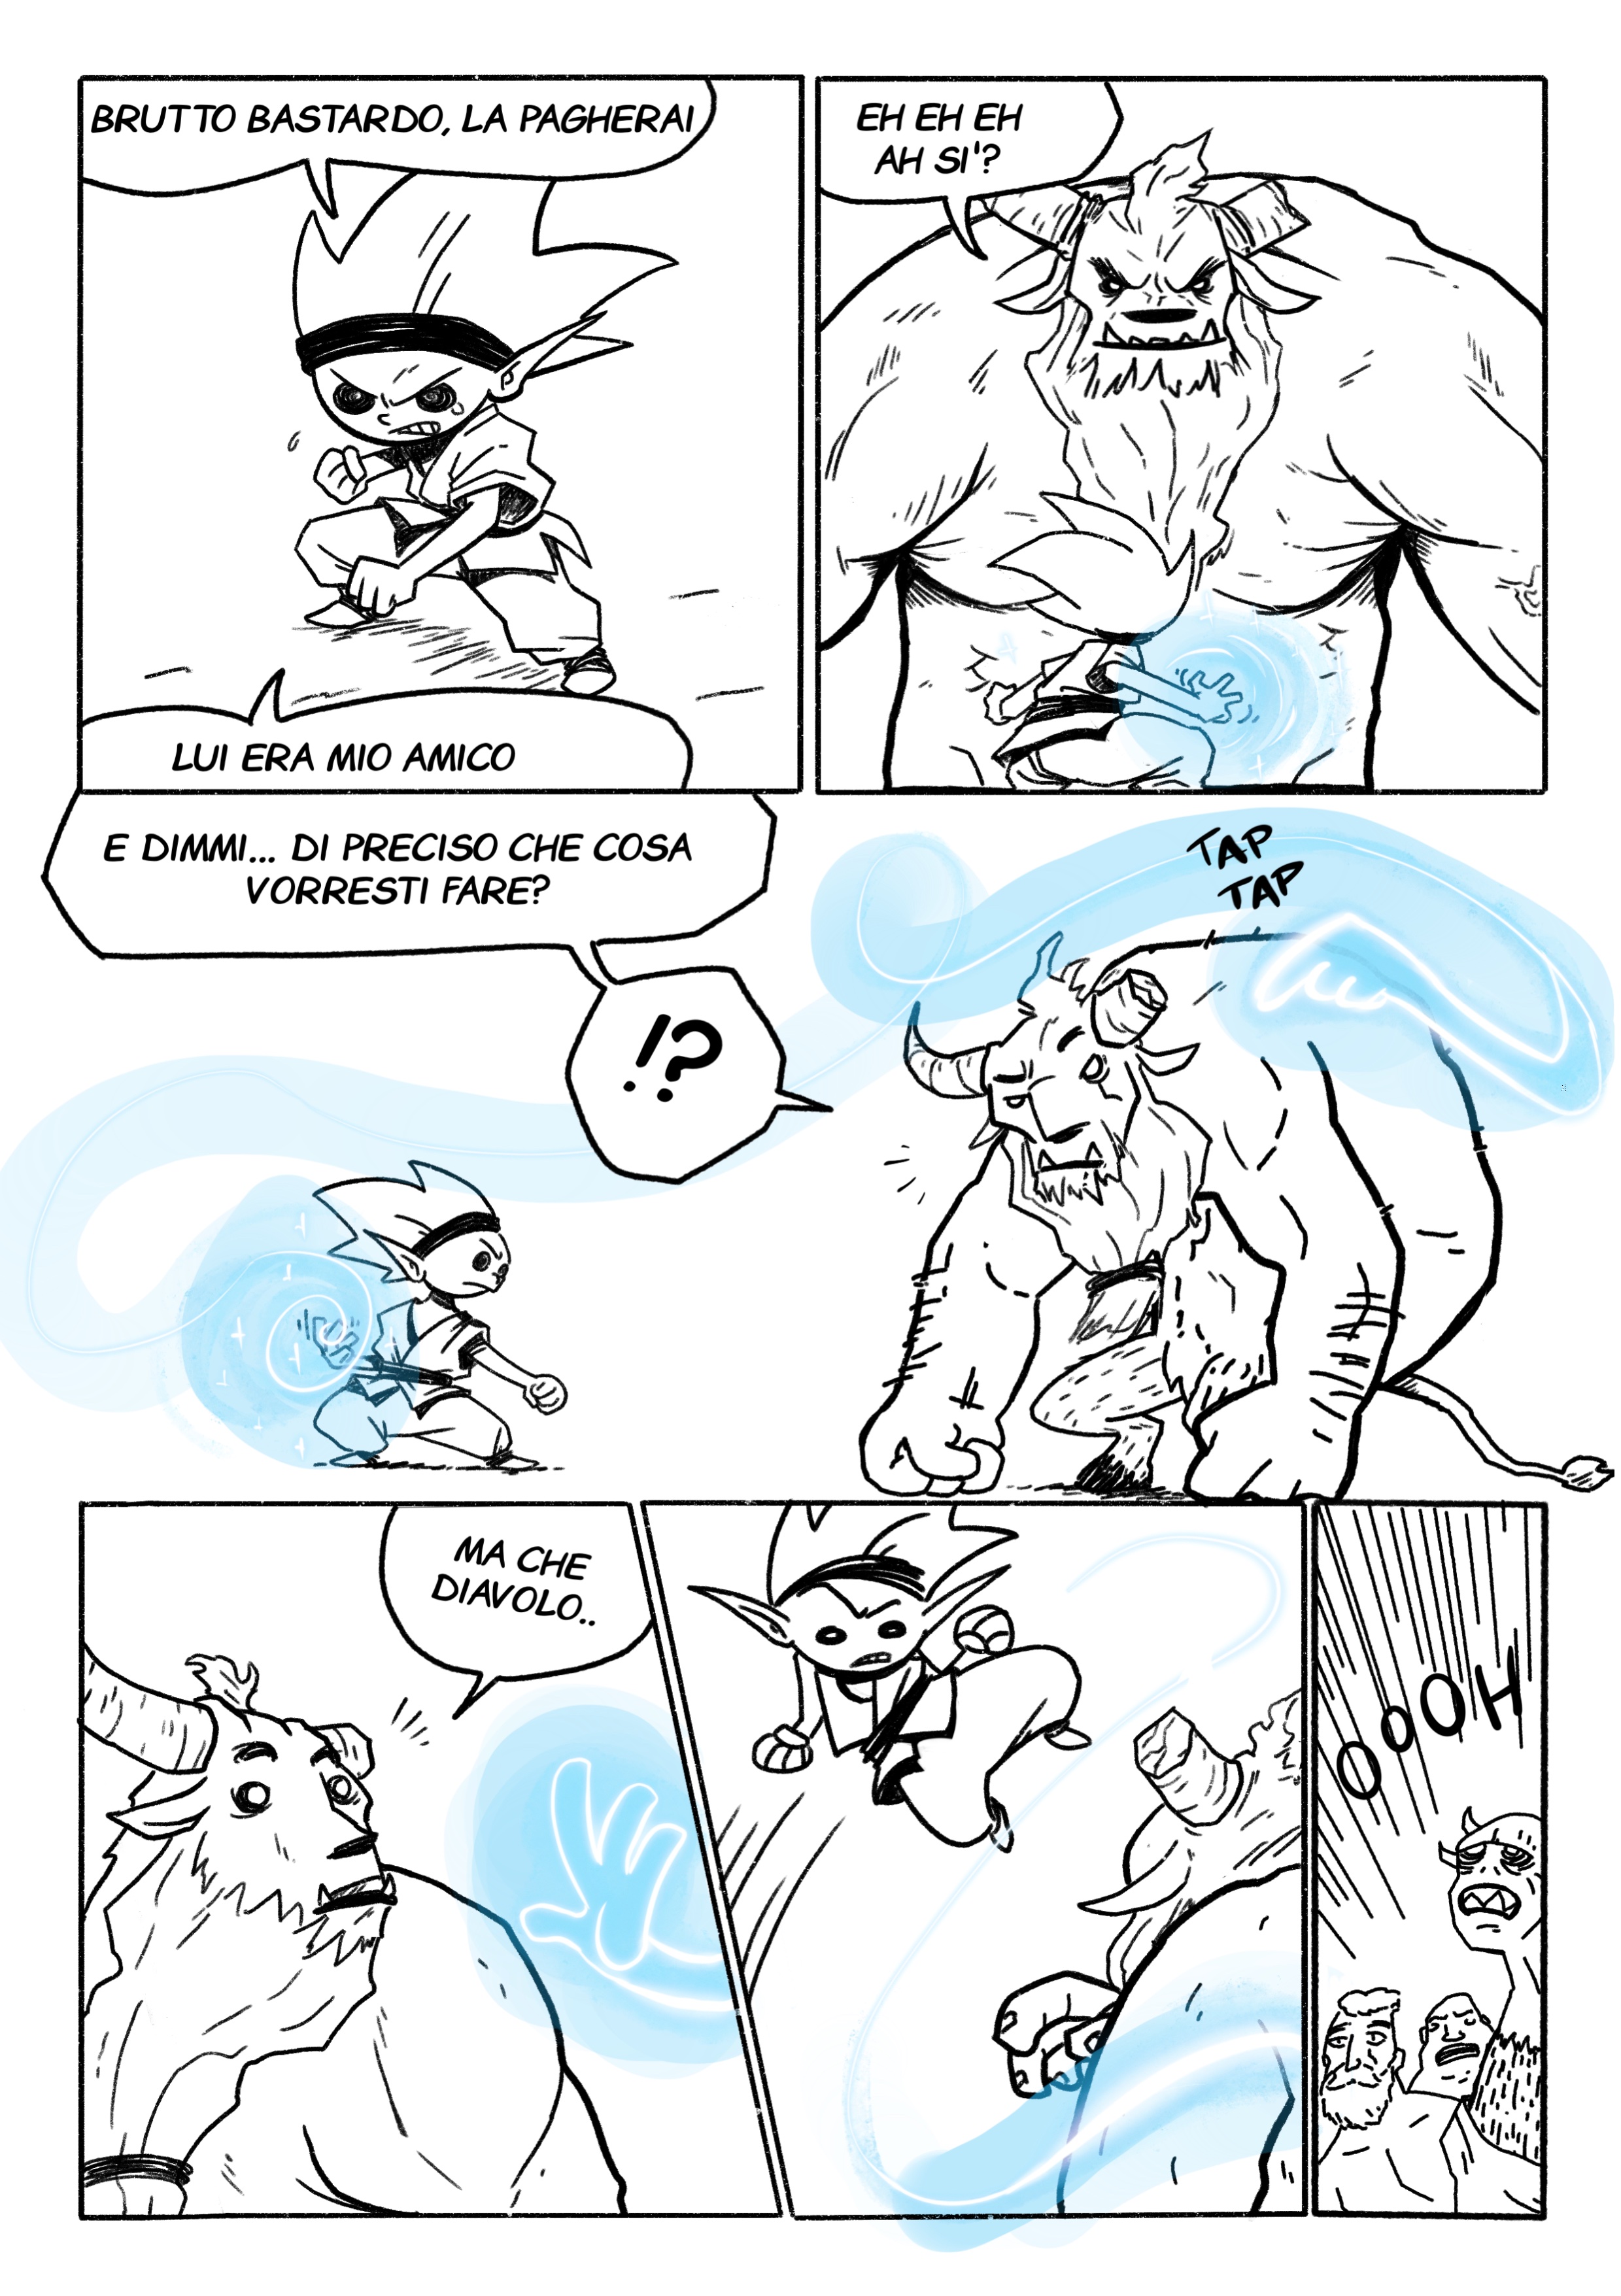 BRUTTO BASTARDO, LA PAGHERAI
EH EH EH
AH SI'?
LUI ERA MIO AMICO
E DIMMI... DI PRECISO CHE COSA
VORRESTI FARE?
TAP
TAP
!?
MA CHE
DIAVOLO..
OOOH